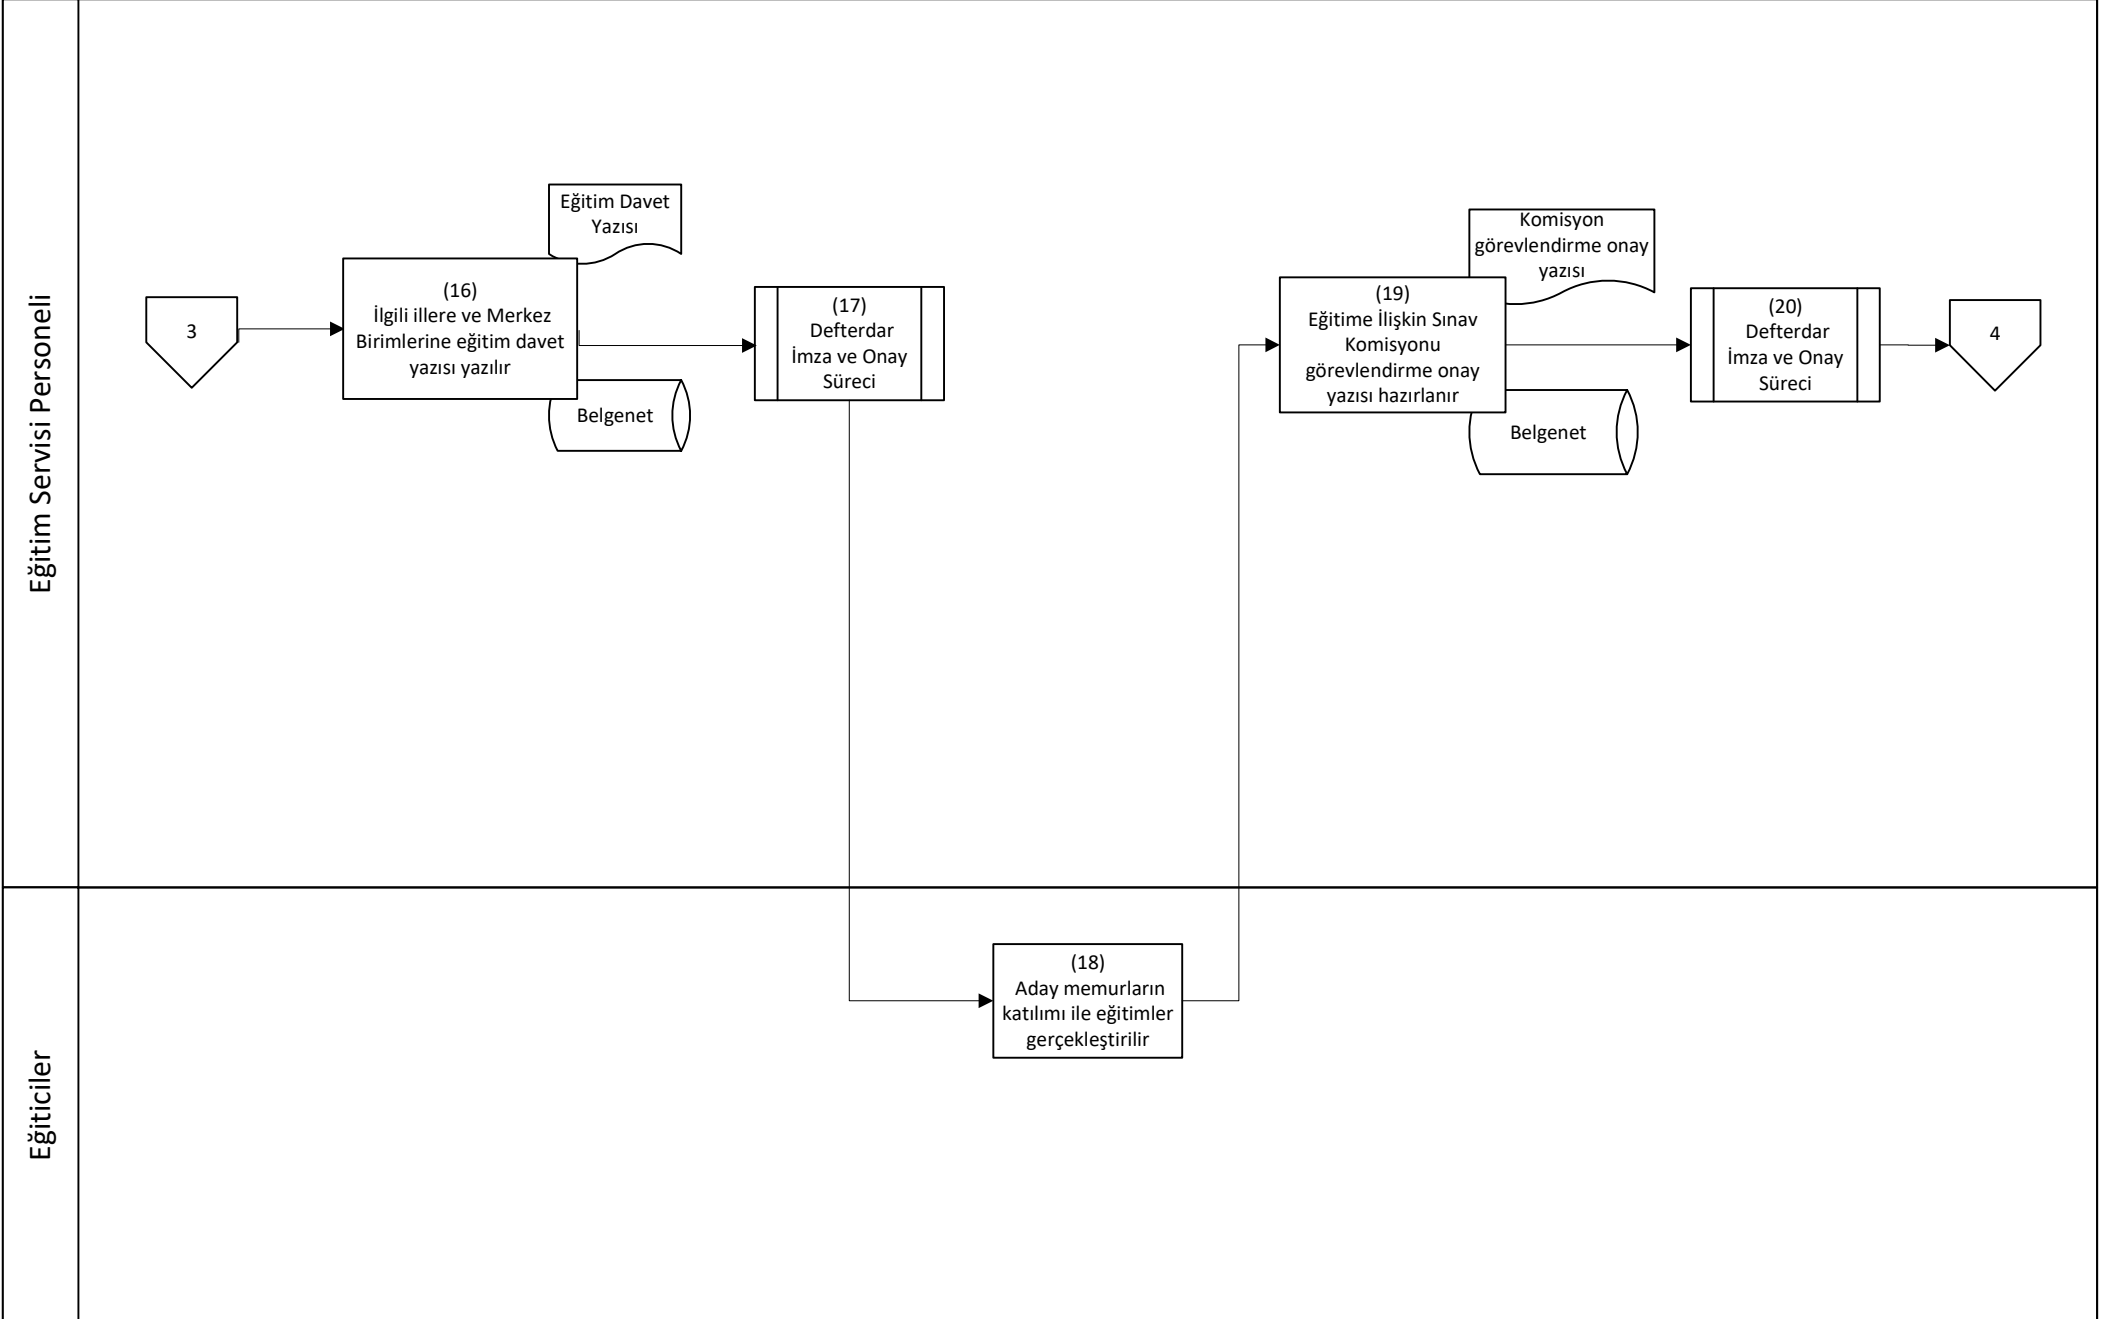 Eğitim Servisi Personeli
3
Eğitim Davet
Yazısı
(16)
İlgili illere ve Merkez
Birimlerine eğitim davet
yazısı yazılır
Belgenet
(17)
Defterdar
İmza ve Onay
Süreci
Komisyon
görevlendirme onay
yazısı
(19)
Eğitime İlişkin Sınav
Komisyonu
görevlendirme onay
yazısı hazırlanır
Belgenet
(20)
Defterdar
İmza ve Onay
Süreci
4
Eğiticiler
(18)
Aday memurların
katılımı ile eğitimler
gerçekleştirilir